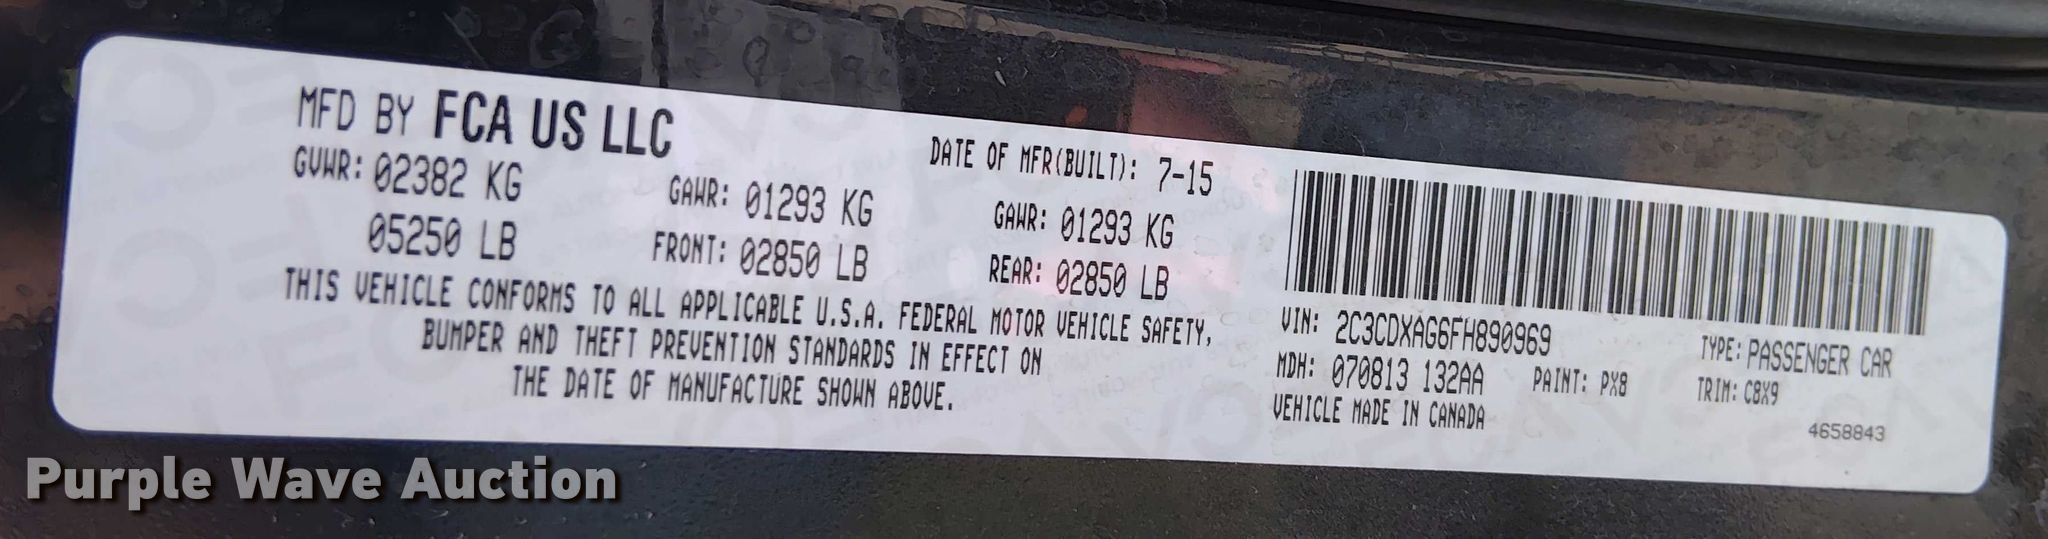 MFD BY FCA US LLC
DATE OF MFR(BUILT): 7-15
GVWR: 02382 KG GAWR: 01293 KG GAWR: 01293 KG
05250 LB FRONT: 02850 LB REAR: 02850 LB
THIS VEHICLE CONFORMS TO ALL APPLICABLE U.S.A. FEDERAL MOTOR VEHICLE SAFETY,
BUMPER AND THEFT PREVENTION STANDARDS IN EFFECT ON
THE DATE OF MANUFACTURE SHOWN ABOVE.
VIN: 2C3CDXAG6FH890969 TYPE: PASSENGER CAR
MDH: 070813 132AA PAINT: PX8 TRIM: C8X9
VEHICLE MADE IN CANADA 4658843
Purple Wave Auction